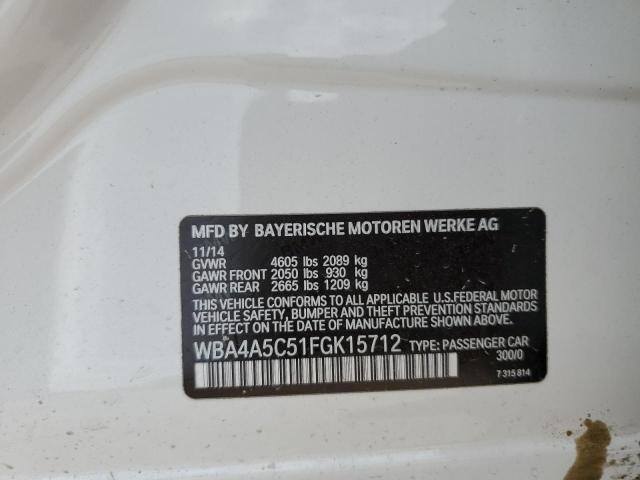 MFD BY BAYERISCHE MOTOREN WERKE AG
11/14
GVWR 4605 lbs 2089 kg
GAWR FRONT 2050 lbs 930 kg
GAWR REAR 2665 lbs 1209 kg
THIS VEHICLE CONFORMS TO ALL APPLICABLE U.S.FEDERAL MOTOR
VEHICLE SAFETY, BUMPER AND THEFT PREVENTION STANDARDS IN
EFFECT ON THE DATE OF MANUFACTURE SHOWN ABOVE.
WBA4A5C51FGK15712 TYPE: PASSENGER CAR
300/0
7 315 814